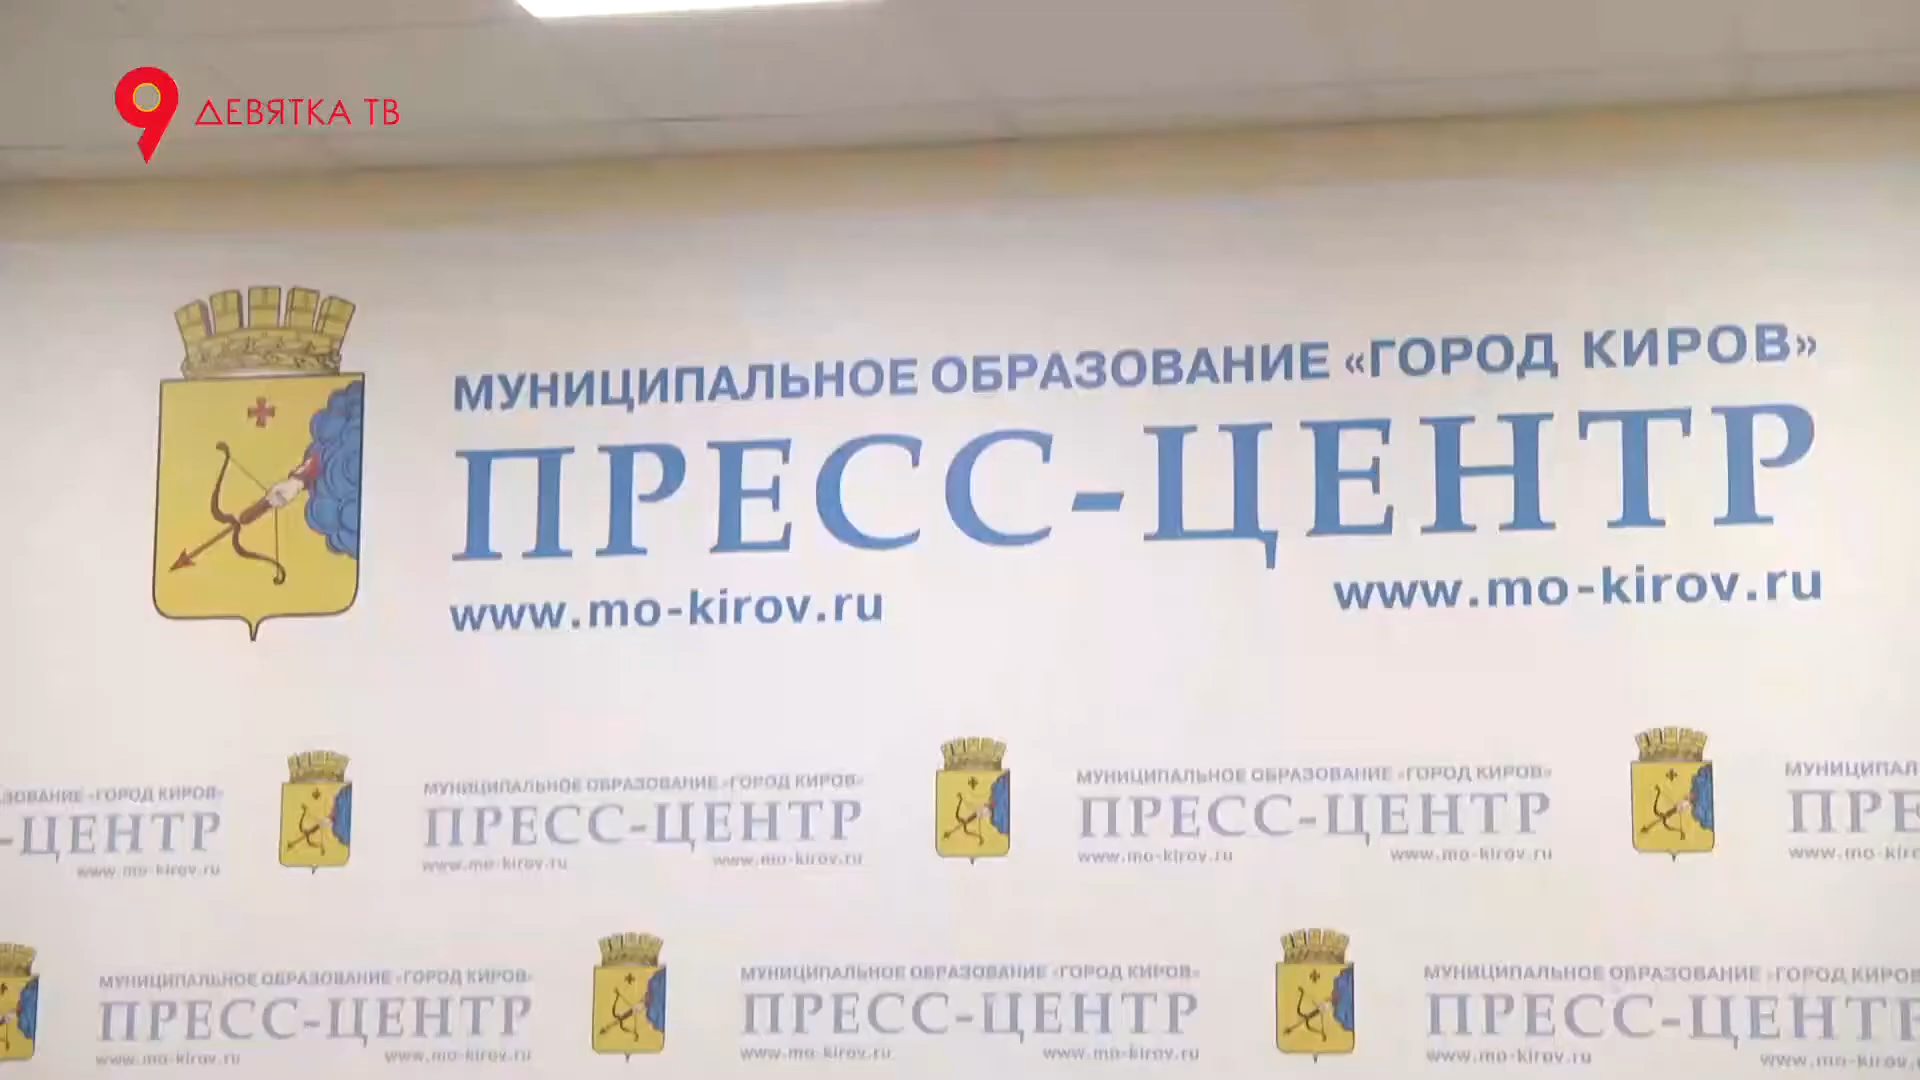 9 ДЕВЯТКА ТВ
МУНИЦИПАЛЬНОЕ ОБРАЗОВАНИЕ «ГОРОД КИРОВ»
ПРЕСС-ЦЕНТР
www.mo-kirov.ru www.mo-kirov.ru
ЗОВАНИЕ «ГОРОД КИРОВ» МУНИЦИПАЛЬНОЕ ОБРАЗОВАНИЕ «ГОРОД КИРОВ» МУНИЦИПАЛЬНОЕ ОБРАЗОВАНИЕ «ГОРОД КИРОВ» МУНИЦИПАЛ
-ЦЕНТР ПРЕСС-ЦЕНТР ПРЕСС-ЦЕНТР ПРЕ
www.mo-kirov.ru www.mo-kirov.ru www.mo-kirov.ru www.mo-kirov.ru www.mo-kirov.ru www.mo-kiro
МУНИЦИПАЛЬНОЕ ОБРАЗОВАНИЕ «ГОРОД КИРОВ» МУНИЦИПАЛЬНОЕ ОБРАЗОВАНИЕ «ГОРОД КИРОВ» МУНИЦИПАЛЬНОЕ ОБРАЗОВАНИЕ «ГОРОД КИРОВ
ПРЕСС-ЦЕНТР ПРЕСС-ЦЕНТР ПРЕСС-ЦЕНТР
www.mo-kirov.ru www.mo-kirov.ru www.mo-kirov.ru www.mo-kirov.ru www.mo-kirov.ru www.mo-kirov.